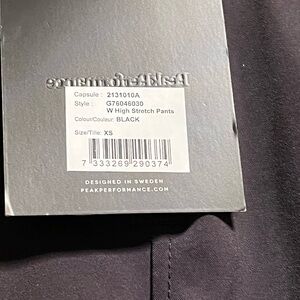 PeakPerformance
Capsule : 2131010A
Style : G76046030
W High Stretch Pants
Colour/Couleur: BLACK
Size/Tille: XS
7 333269 290374
DESIGNED IN SWEDEN
PEAKPERFORMANCE.COM